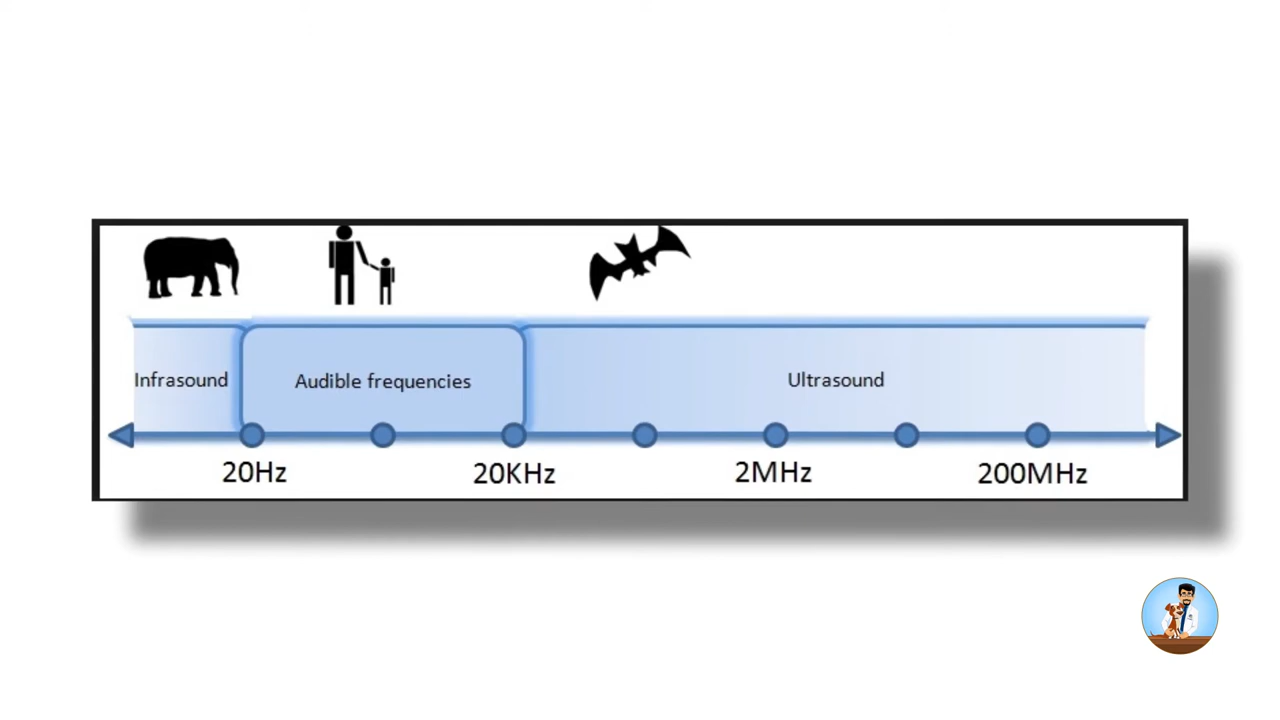 Infrasound
Audible frequencies
Ultrasound
20Hz
20KHz
2MHz
200MHz